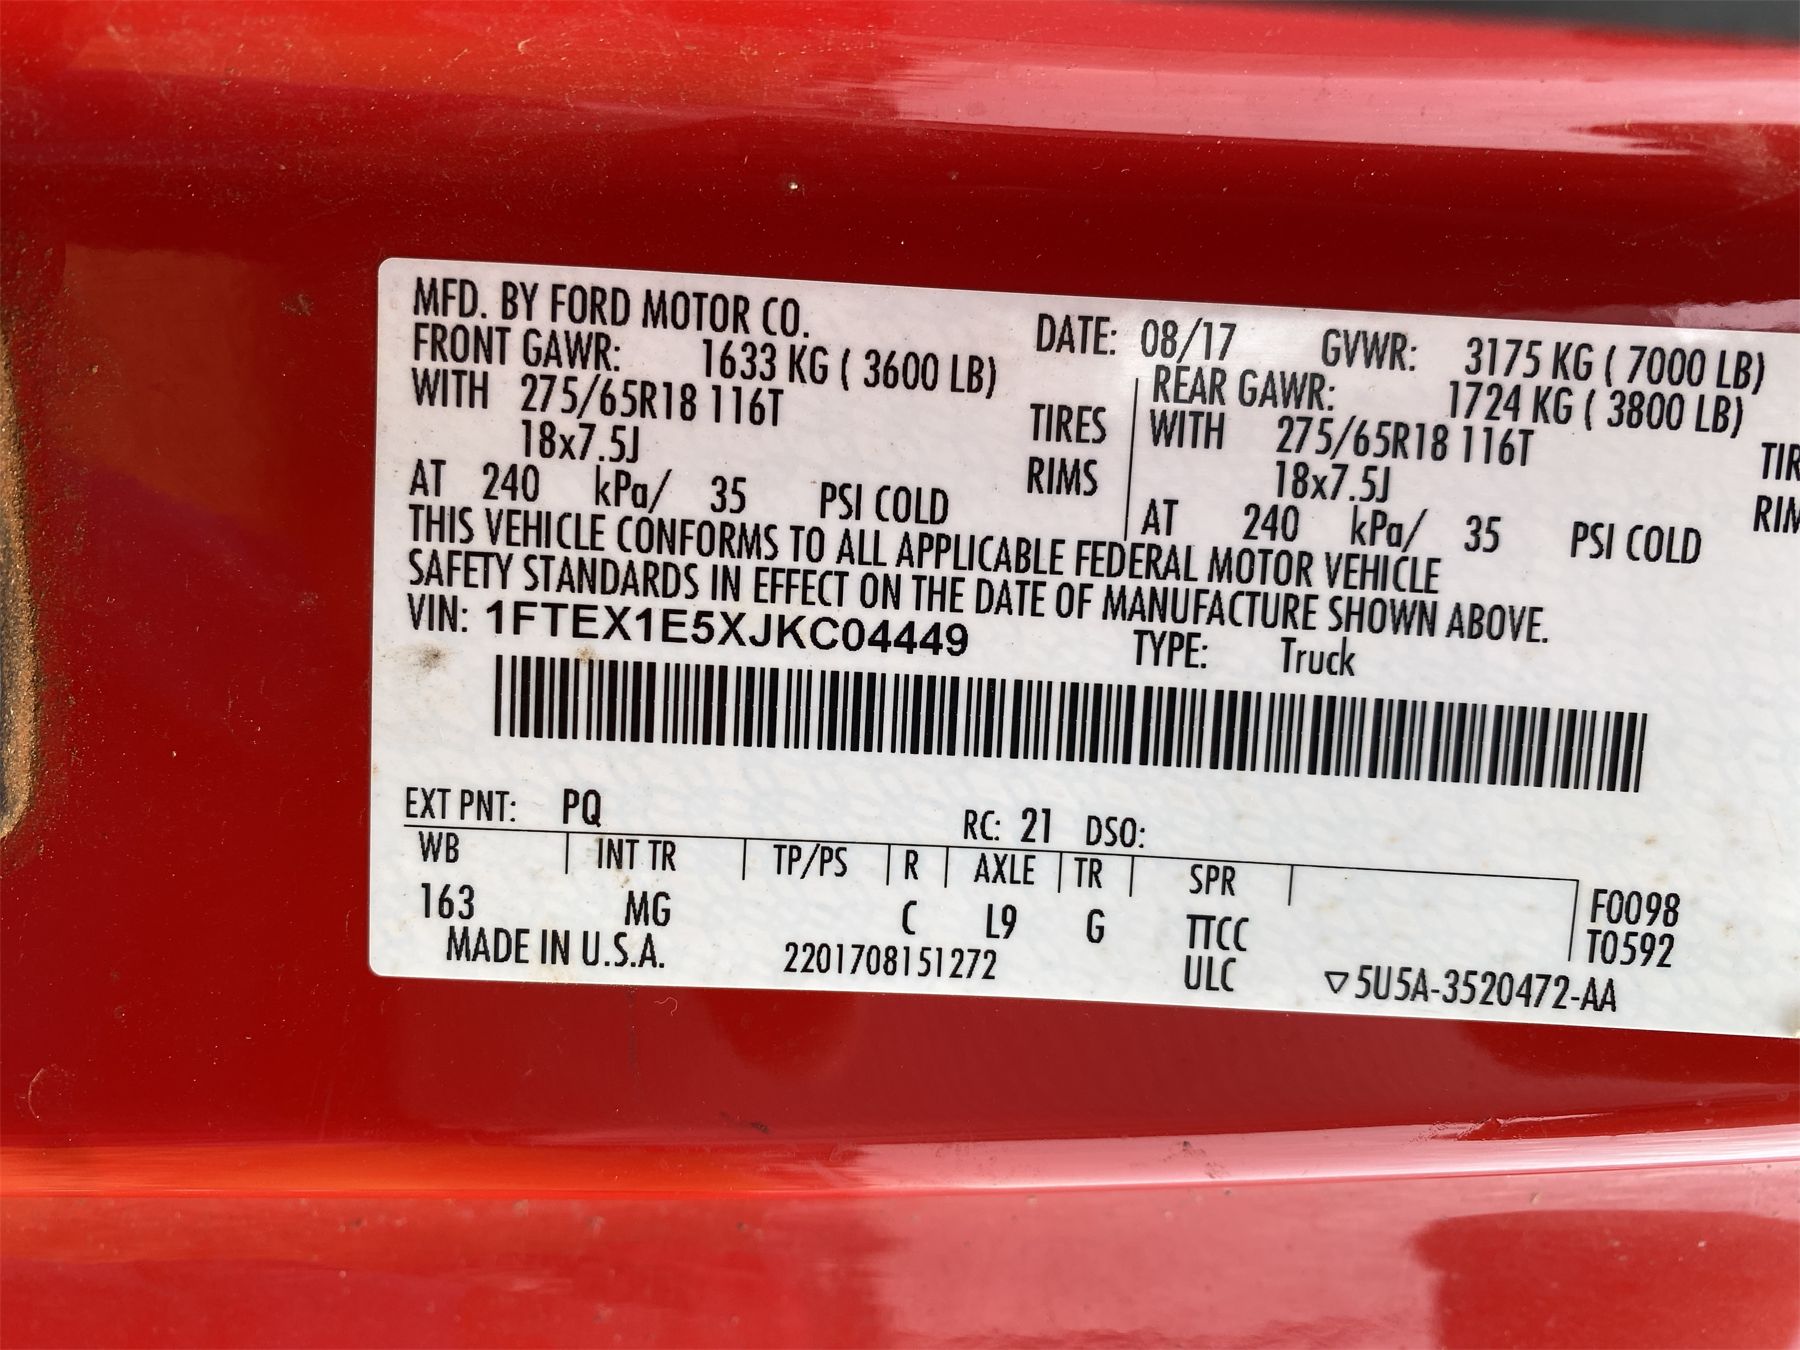 MFD. BY FORD MOTOR CO.
DATE: 08/17 GVWR: 3175 KG ( 7000 LB)
FRONT GAWR: 1633 KG ( 3600 LB)
WITH 275/65R18 116T TIRES
18x7.5J RIMS
AT 240 kPa/ 35 PSI COLD
REAR GAWR: 1724 KG ( 3800 LB)
WITH 275/65R18 116T TIR
18x7.5J RIM
AT 240 kPa/ 35 PSI COLD
THIS VEHICLE CONFORMS TO ALL APPLICABLE FEDERAL MOTOR VEHICLE
SAFETY STANDARDS IN EFFECT ON THE DATE OF MANUFACTURE SHOWN ABOVE.
VIN: 1FTEX1E5XJKC04449 TYPE: Truck
EXT PNT: PQ RC: 21 DSO:
WB INT TR TP/PS R AXLE TR SPR
163 MG C L9 G TTCC
F0098
T0592
MADE IN U.S.A. 2201708151272 ULC ▽5U5A-3520472-AA